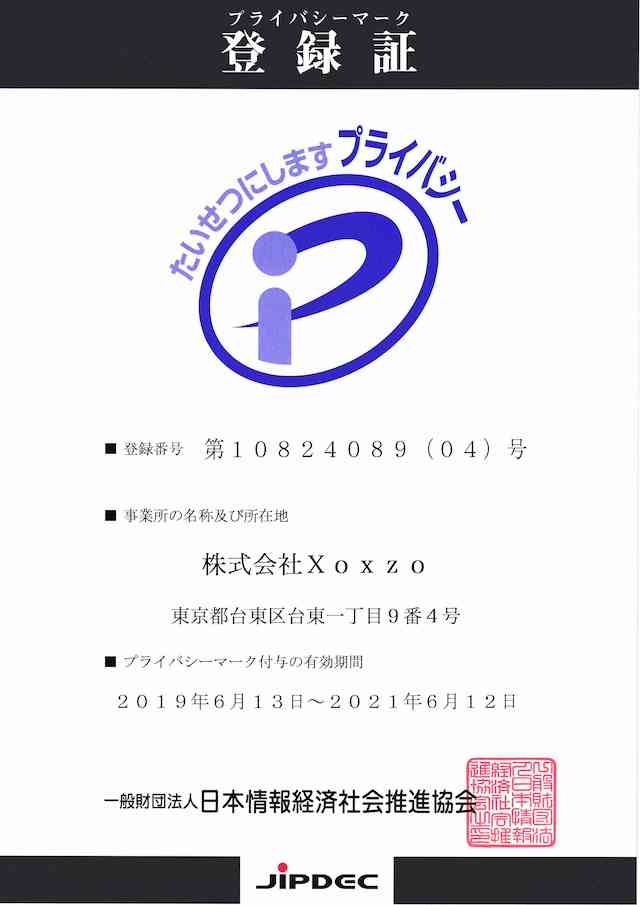 プライバシーマーク
登録証
たいせつにしますプライバシー
■ 登録番号 第１０８２４０８９（０４）号
■ 事業所の名称及び所在地
株式会社Ｘｏｘｚｏ
東京都台東区台東一丁目９番４号
■ プライバシーマーク付与の有効期間
２０１９年６月１３日～２０２１年６月１２日
一般財団法人 日本情報経済社会推進協会
JIPDEC